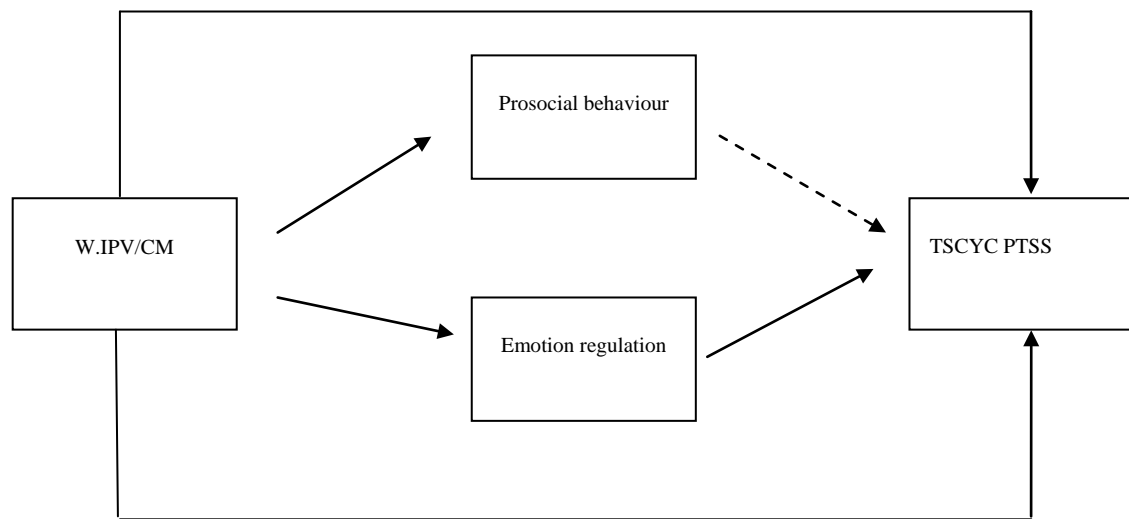 Prosocial behaviour
W.IPV/CM
TSCYC PTSS
Emotion regulation